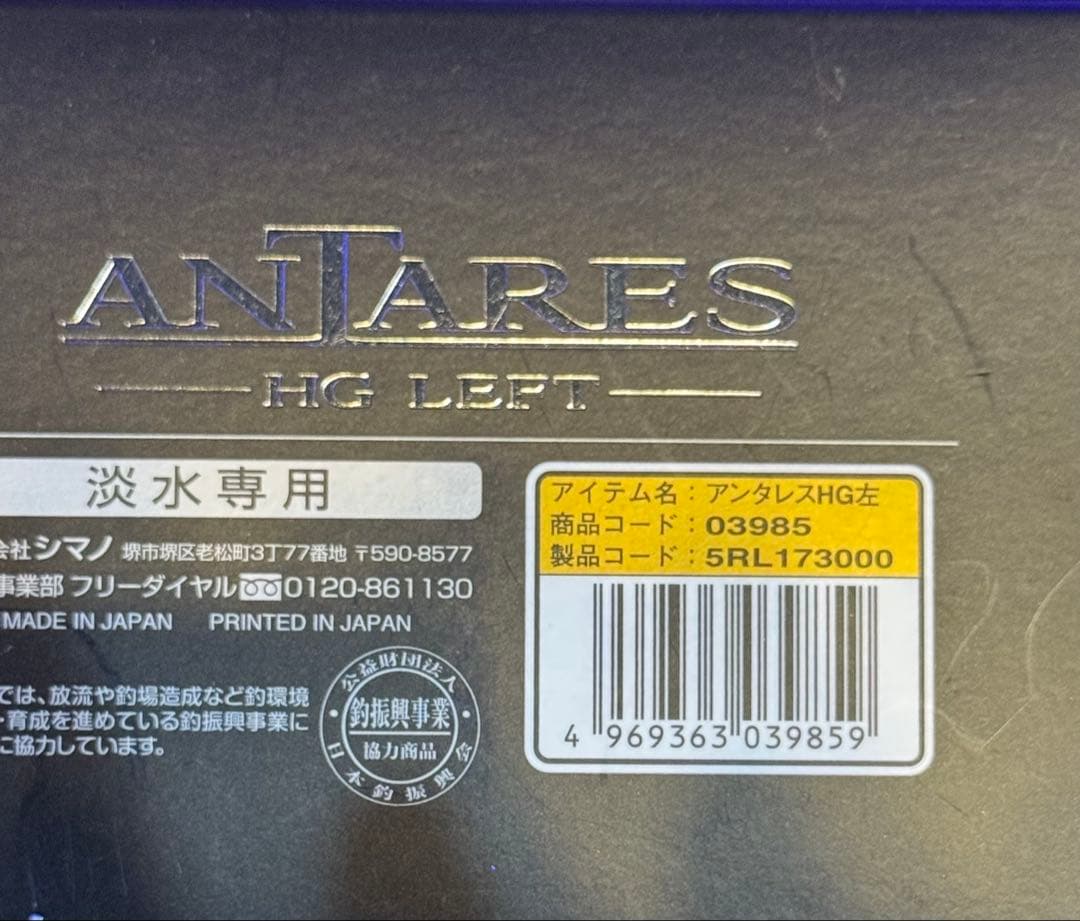 ANTARES
HG LEFT
淡水専用
会社シマノ 堺市堺区老松町3丁77番地 〒590-8577
事業部 フリーダイヤル 0120-861130
MADE IN JAPAN PRINTED IN JAPAN
では、放流や釣場造成など釣環境
・育成を進めている釣振興事業に
に協力しています。
公益財団法人
釣振興事業
協力商品
日本釣振興会
アイテム名:アンタレスHG左
商品コード:03985
製品コード:5RL173000
4 969363 039859